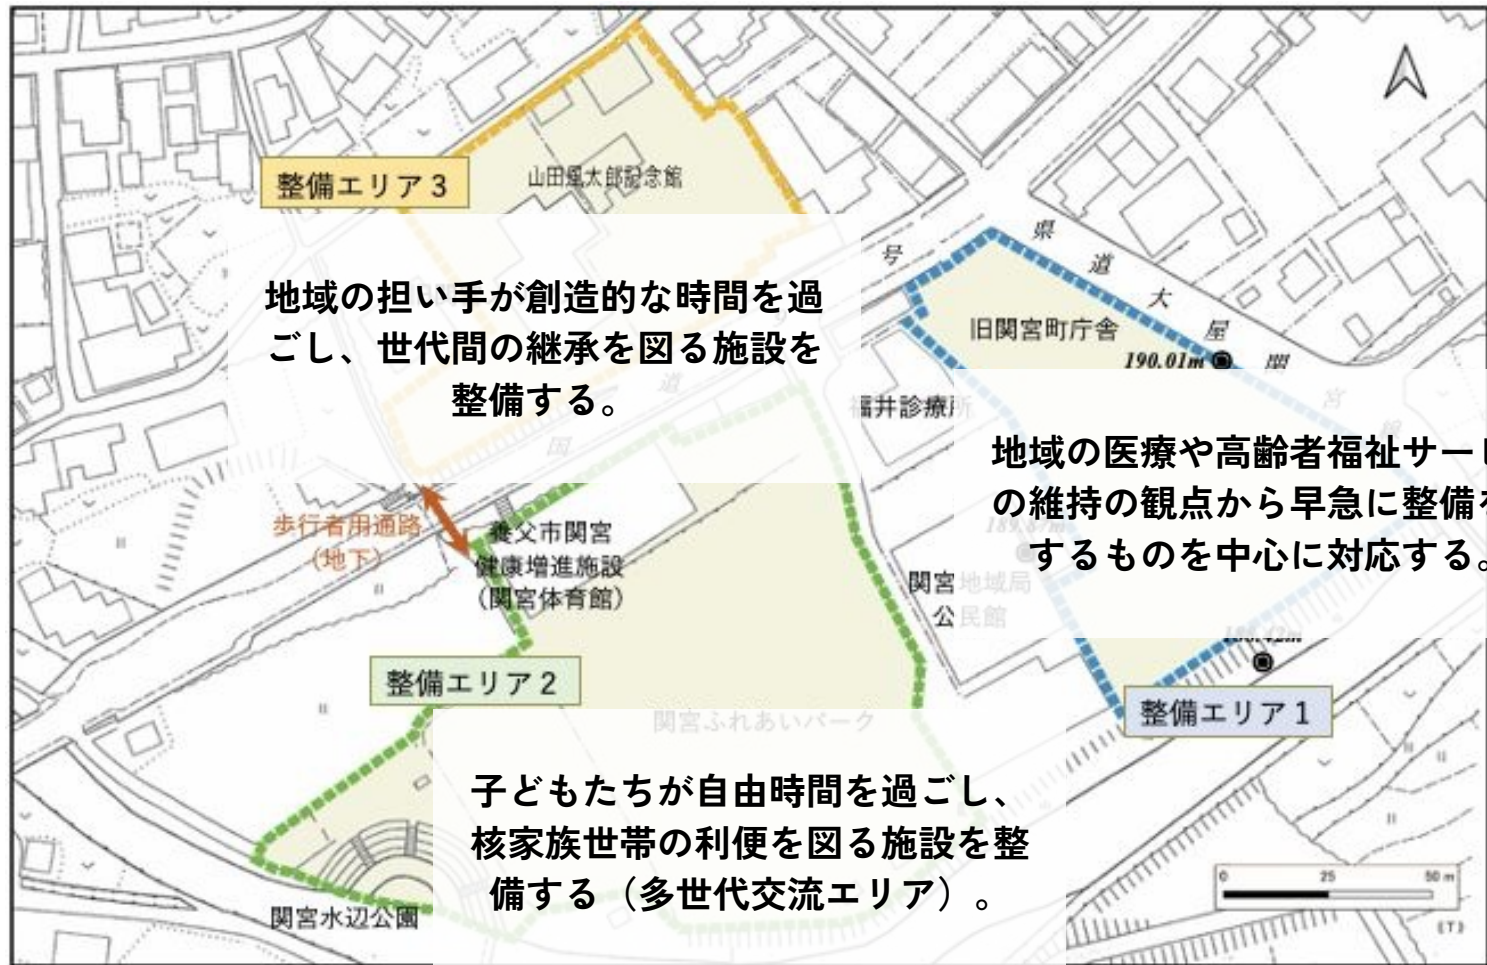 整備エリア3
山田風太郎記念館
地域の担い手が創造的な時間を過
ごし、世代間の継承を図る施設を
整備する。
号
国
道
県道大屋関宮線
旧関宮町庁舎
190.01m
福井診療所
地域の医療や高齢者福祉サービ
の維持の観点から早急に整備を
するものを中心に対応する。
歩行者用通路
(地下)
養父市関宮
健康増進施設
(関宮体育館)
関宮地域局
公民館
整備エリア2
整備エリア1
関宮ふれあいパーク
子どもたちが自由時間を過ごし、
核家族世帯の利便を図る施設を整
備する（多世代交流エリア）。
関宮水辺公園
0 25 50 m